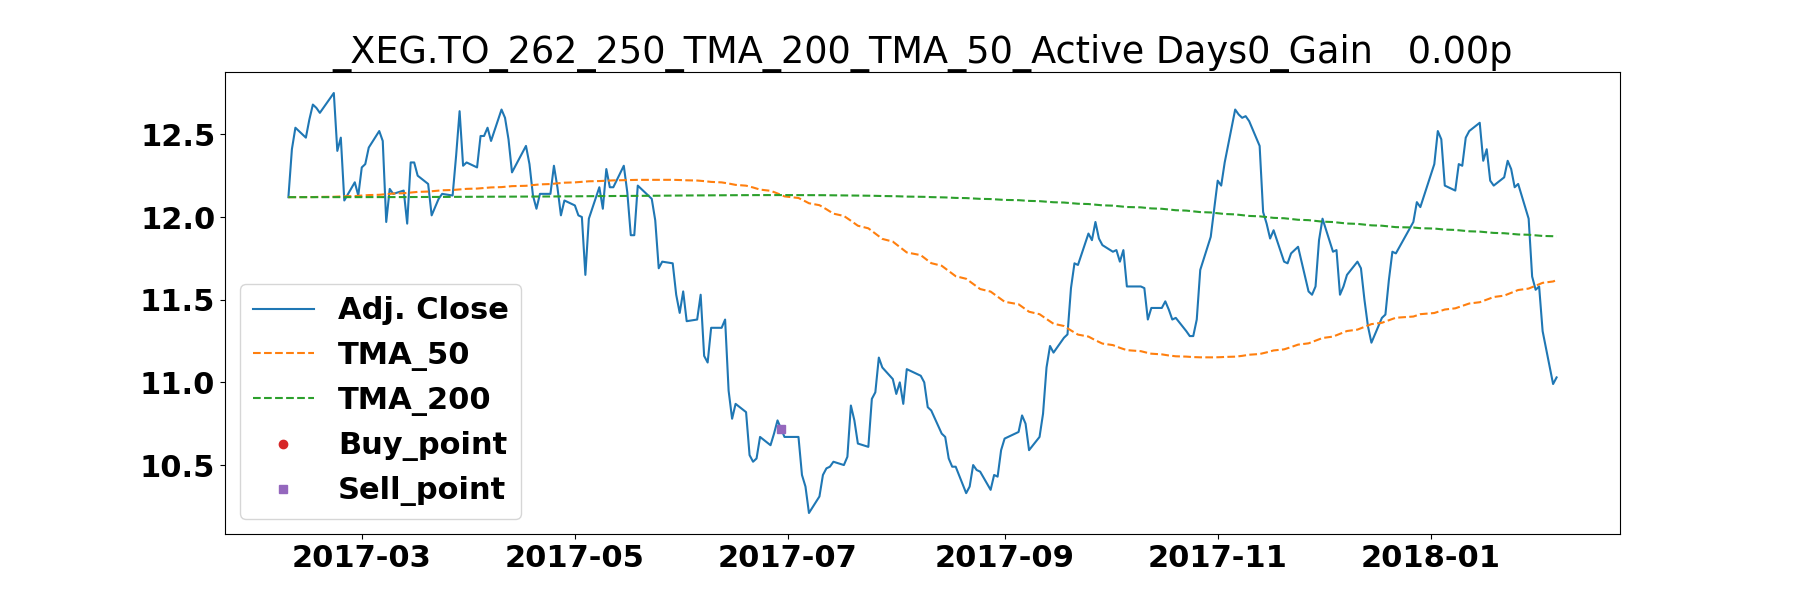 _XEG.TO_262_250_TMA_200_TMA_50_Active Days0_Gain   0.00p
12.5
12.0
11.5
11.0
10.5
Adj. Close
TMA_50
TMA_200
Buy_point
Sell_point
2017-03 2017-05 2017-07 2017-09 2017-11 2018-01